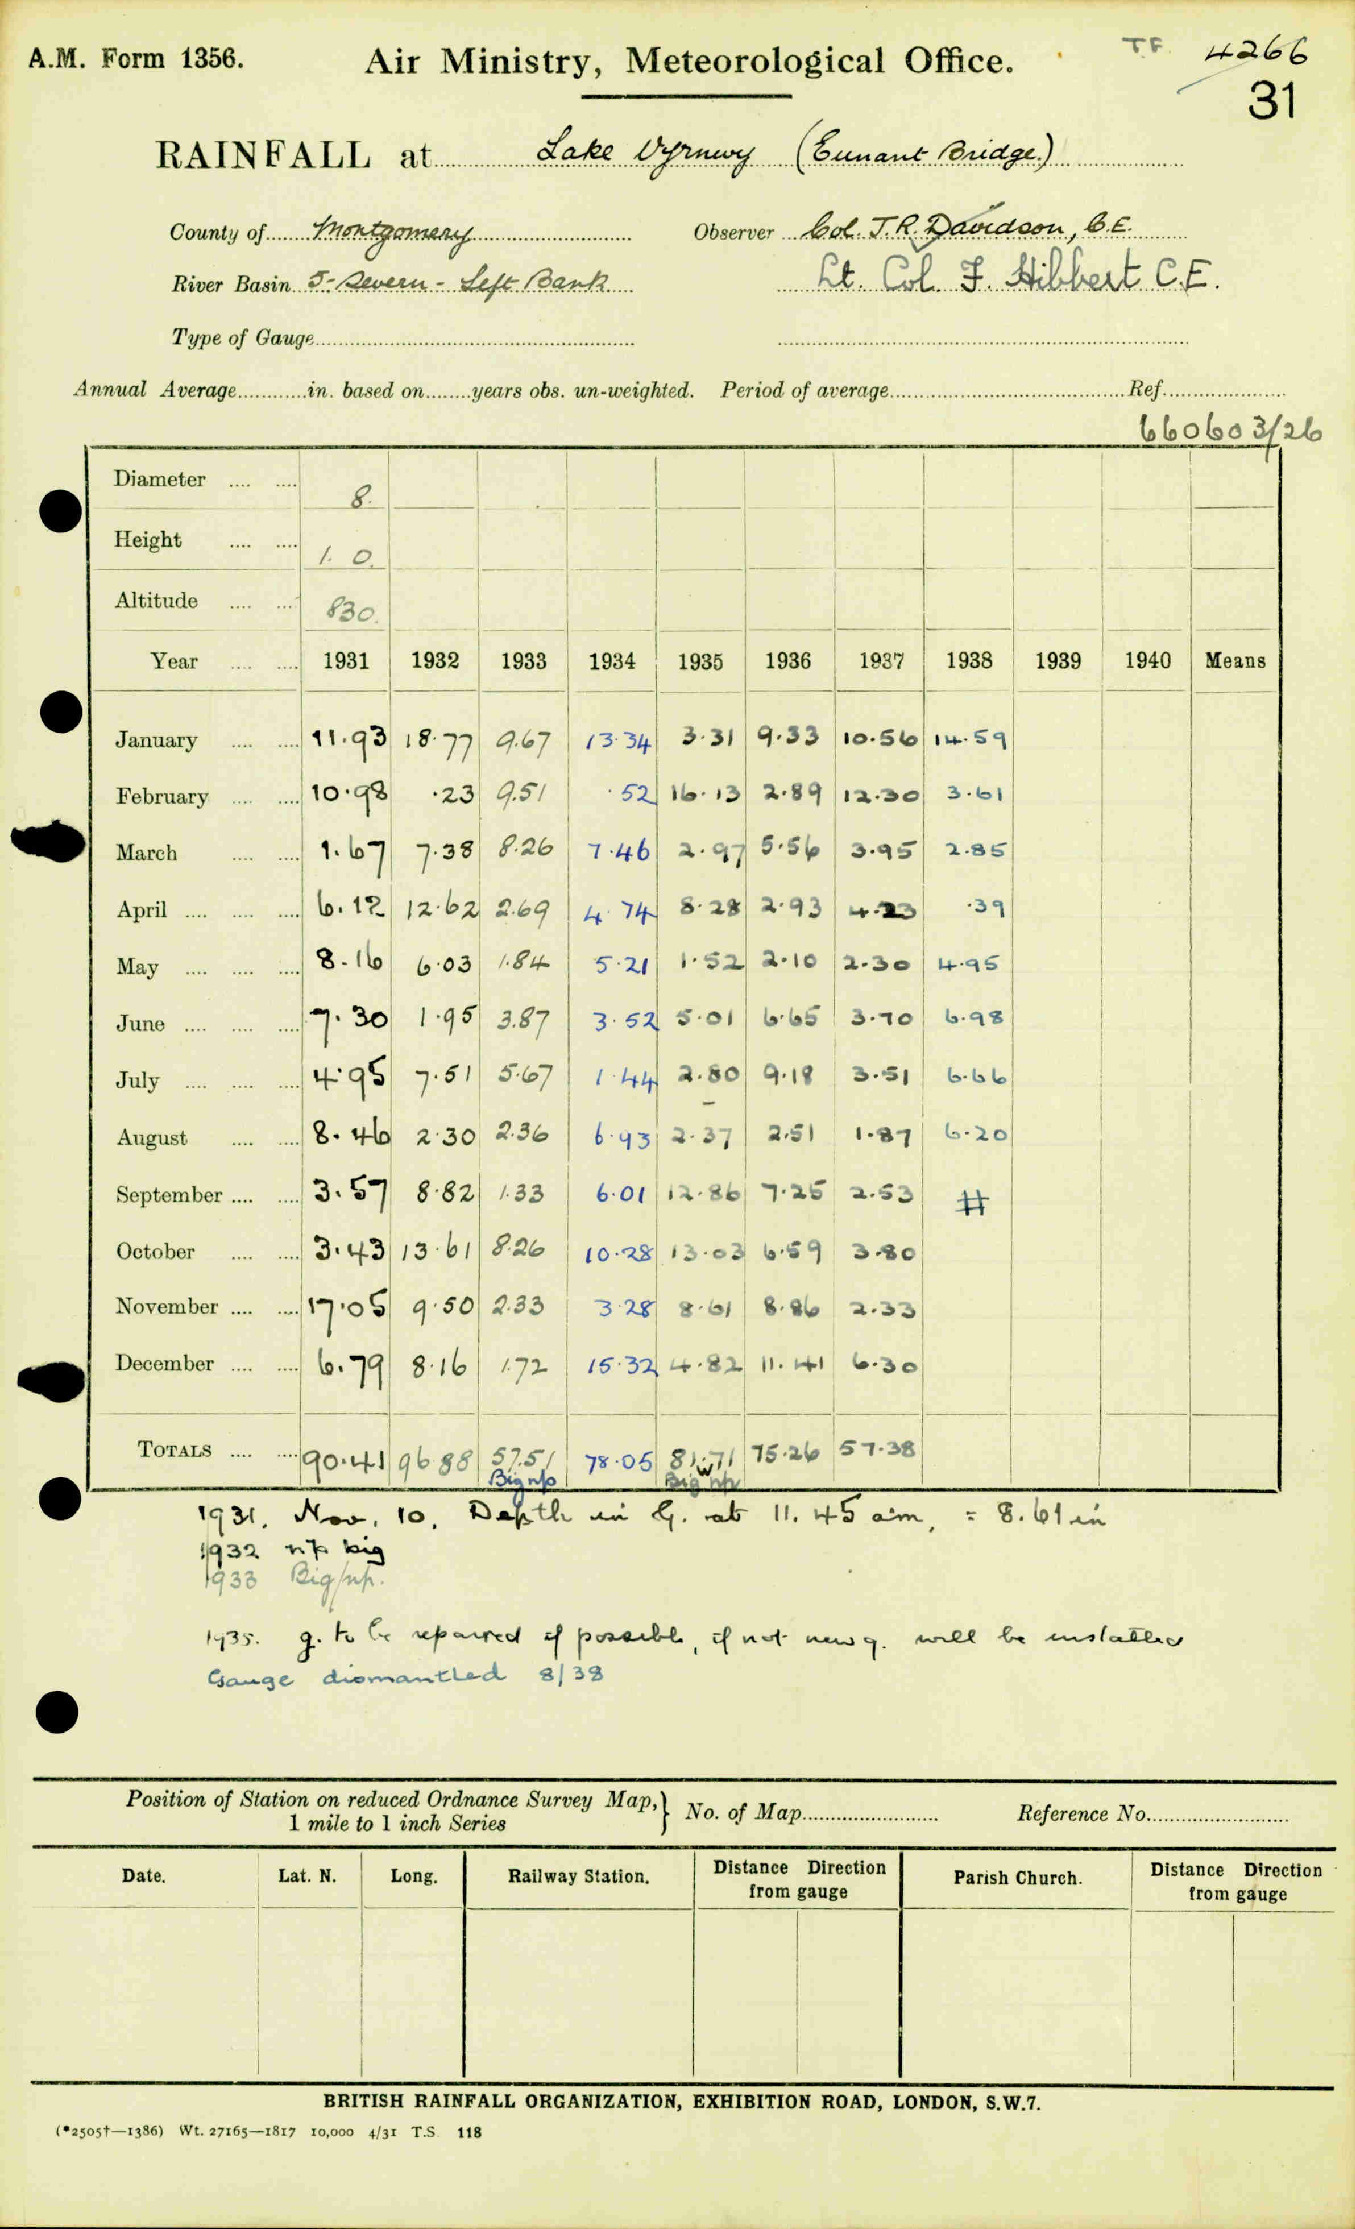 A.M. Form 1356. Air Ministry, Meteorological Office. T.F. 4266
31
RAINFALL at Lake Vyrnwy (Eunant Bridge.)
County of Montgomery Observer Col. J.R. Davidson, C.E.
River Basin 5- Severn - Left Bank Lt. Col. F. Hibbert C.E.
Type of Gauge
Annual Average in. based on years obs. un-weighted. Period of average Ref.
660603/26
Diameter 8.
Height 1. 0.
Altitude 830.
Year 1931 1932 1933 1934 1935 1936 1937 1938 1939 1940 Means
January 11.93 18.77 9.67 13.34 3.31 9.33 10.56 14.59
February 10.98 .23 9.51 .52 16.13 2.89 12.30 3.61
March 1.67 7.38 8.26 7.46 2.97 5.56 3.95 2.85
April 6.12 12.62 2.69 4.74 8.28 2.93 4.23 .39
May 8.16 6.03 1.84 5.21 1.52 2.10 2.30 4.95
June 7.30 1.95 3.87 3.52 5.01 6.65 3.70 6.98
July 4.95 7.51 5.67 1.44 2.80 9.18 3.51 6.66
August 8.46 2.30 2.36 6.93 2.37 2.51 1.87 6.20
September 3.57 8.82 1.33 6.01 12.86 7.25 2.53 #
October 3.43 13.61 8.26 10.28 13.03 6.59 3.80
November 17.05 9.50 2.33 3.28 8.61 8.86 2.33
December 6.79 8.16 1.72 15.32 4.82 11.41 6.30
TOTALS 90.41 96.88 57.51 78.05 81.71 75.26 57.38
Big n/p Big n/p
1931. Nov. 10. Depth in G. at 11.45 am. = 8.61 in
1932 n/p big
1933 Big n/p.
1935. g. to be repaired if possible, if not new g. will be installed
Gauge dismantled 8/38
Position of Station on reduced Ordnance Survey Map, 1 mile to 1 inch Series } No. of Map Reference No.
Date. Lat. N. Long. Railway Station. Distance Direction from gauge Parish Church. Distance Direction from gauge
BRITISH RAINFALL ORGANIZATION, EXHIBITION ROAD, LONDON, S.W.7.
(*2505†—1386) Wt. 27165—1817 10,000 4/31 T.S 118